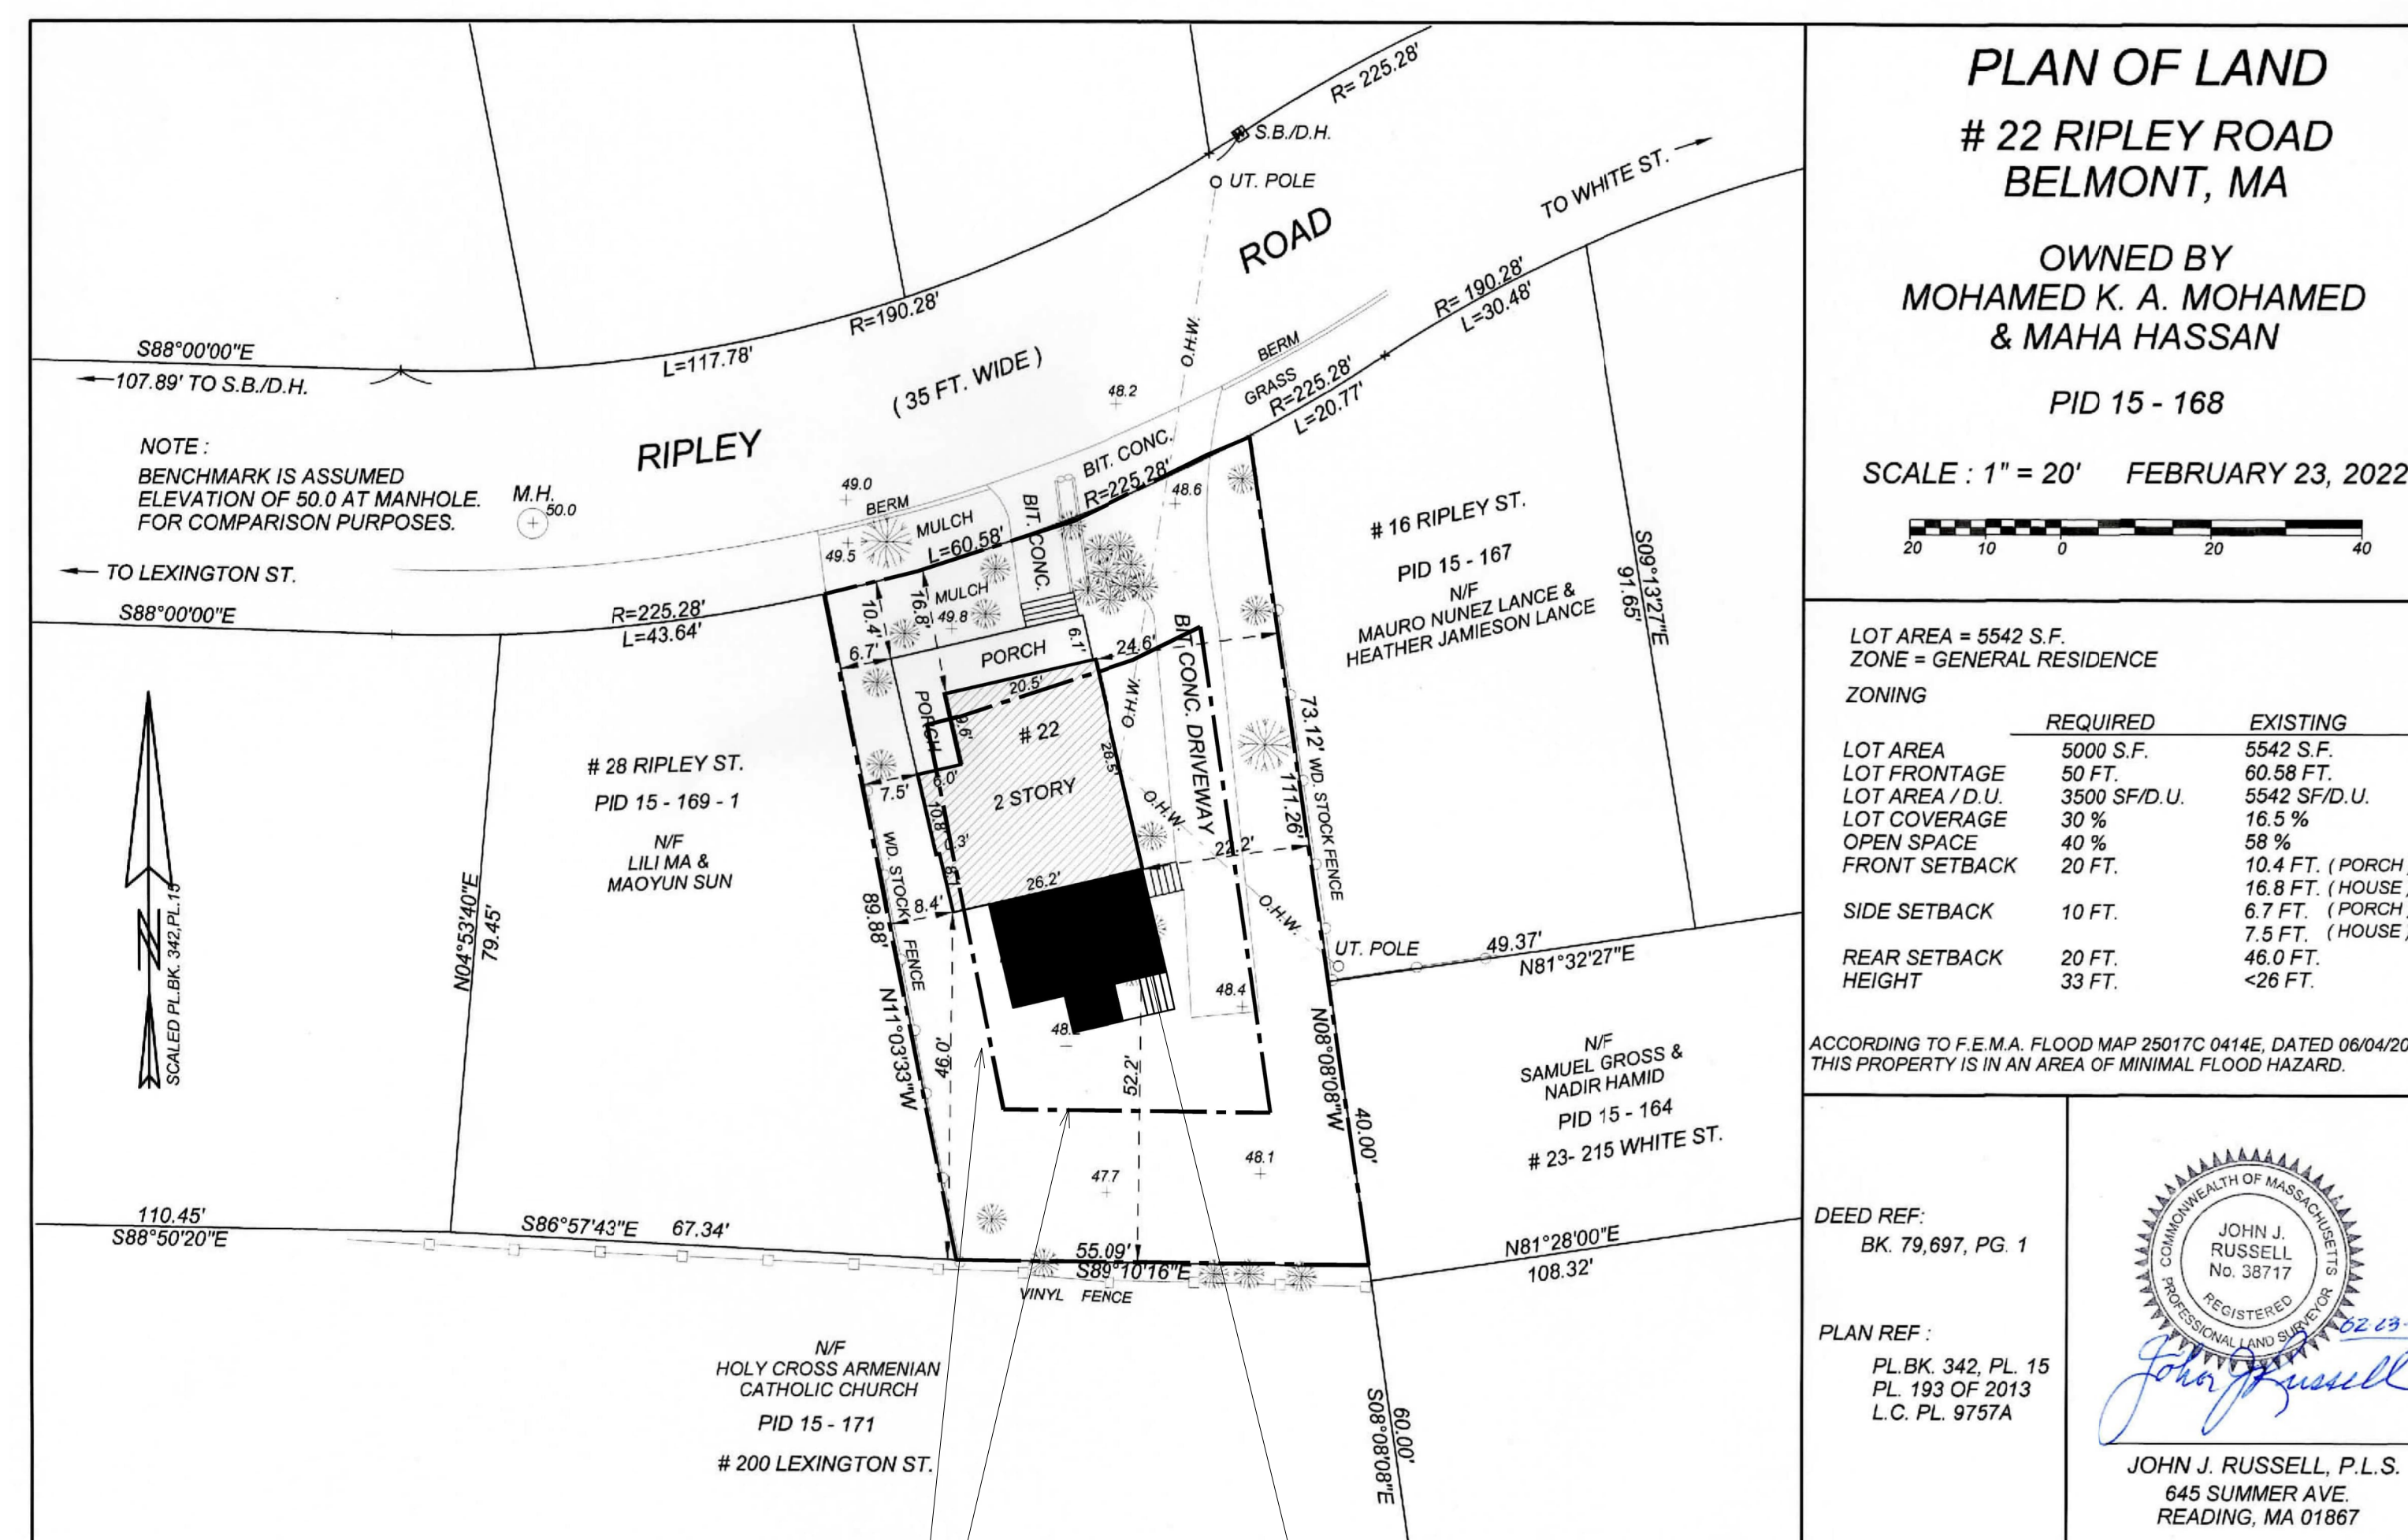 PLAN OF LAND
# 22 RIPLEY ROAD
BELMONT, MA
OWNED BY
MOHAMED K. A. MOHAMED
& MAHA HASSAN
PID 15 - 168
SCALE : 1" = 20' FEBRUARY 23, 2022
20 10 0 20 40
LOT AREA = 5542 S.F.
ZONE = GENERAL RESIDENCE
ZONING
REQUIRED EXISTING
LOT AREA 5000 S.F. 5542 S.F.
LOT FRONTAGE 50 FT. 60.58 FT.
LOT AREA / D.U. 3500 SF/D.U. 5542 SF/D.U.
LOT COVERAGE 30 % 16.5 %
OPEN SPACE 40 % 58 %
FRONT SETBACK 20 FT. 10.4 FT. ( PORCH
16.8 FT. ( HOUSE
SIDE SETBACK 10 FT. 6.7 FT. ( PORCH
7.5 FT. ( HOUSE
REAR SETBACK 20 FT. 46.0 FT.
HEIGHT 33 FT. <26 FT.
ACCORDING TO F.E.M.A. FLOOD MAP 25017C 0414E, DATED 06/04/20
THIS PROPERTY IS IN AN AREA OF MINIMAL FLOOD HAZARD.
DEED REF:
BK. 79,697, PG. 1
PLAN REF :
PL.BK. 342, PL. 15
PL. 193 OF 2013
L.C. PL. 9757A
COMMONWEALTH OF MASSACHUSETTS
JOHN J.
RUSSELL
No. 38717
REGISTERED
PROFESSIONAL LAND SURVEYOR
02-23-
John J Russell
JOHN J. RUSSELL, P.L.S.
645 SUMMER AVE.
READING, MA 01867
R= 225.28'
S.B./D.H.
UT. POLE
TO WHITE ST.
ROAD
R=190.28'
L=117.78'
R= 190.28'
L=30.48'
S88°00'00"E
107.89' TO S.B./D.H.
( 35 FT. WIDE )
O.H.W.
BERM
GRASS
R=225.28'
L=20.77'
48.2
NOTE :
BENCHMARK IS ASSUMED
ELEVATION OF 50.0 AT MANHOLE.
FOR COMPARISON PURPOSES.
M.H.
50.0
RIPLEY
49.0
BERM
BIT. CONC.
R=225.28'
48.6
MULCH
L=60.58'
BIT. CONC.
49.5
TO LEXINGTON ST.
S88°00'00"E
R=225.28'
L=43.64'
10.4'
16.8'
MULCH
49.8
6.7'
PORCH
6.1'
24.6'
# 16 RIPLEY ST.
PID 15 - 167
N/F
MAURO NUNEZ LANCE &
HEATHER JAMIESON LANCE
S09°13'27"E
91.65'
20.5'
PORCH
9.6'
# 22
2 STORY
28.5'
O.H.W.
BIT. CONC. DRIVEWAY
73.12' WD. STOCK FENCE
111.26'
6.0'
7.5'
10.8'
0.3'
8.1'
26.2'
8.4'
22.2'
O.H.W.
O.H.W.
# 28 RIPLEY ST.
PID 15 - 169 - 1
N/F
LILI MA &
MAOYUN SUN
N04°53'40"E
79.45'
WD. STOCK FENCE
89.88'
N11°03'33"W
SCALED PL.BK. 342,PL.15
N
UT. POLE
49.37'
N81°32'27"E
48.4
46.0'
52.2'
N08°08'08"W
40.00'
N/F
SAMUEL GROSS &
NADIR HAMID
PID 15 - 164
# 23- 215 WHITE ST.
47.7
48.1
110.45'
S88°50'20"E
S86°57'43"E 67.34'
55.09'
S89°10'16"E
VINYL FENCE
N81°28'00"E
108.32'
60.00'
S08°08'08"E
N/F
HOLY CROSS ARMENIAN
CATHOLIC CHURCH
PID 15 - 171
# 200 LEXINGTON ST.